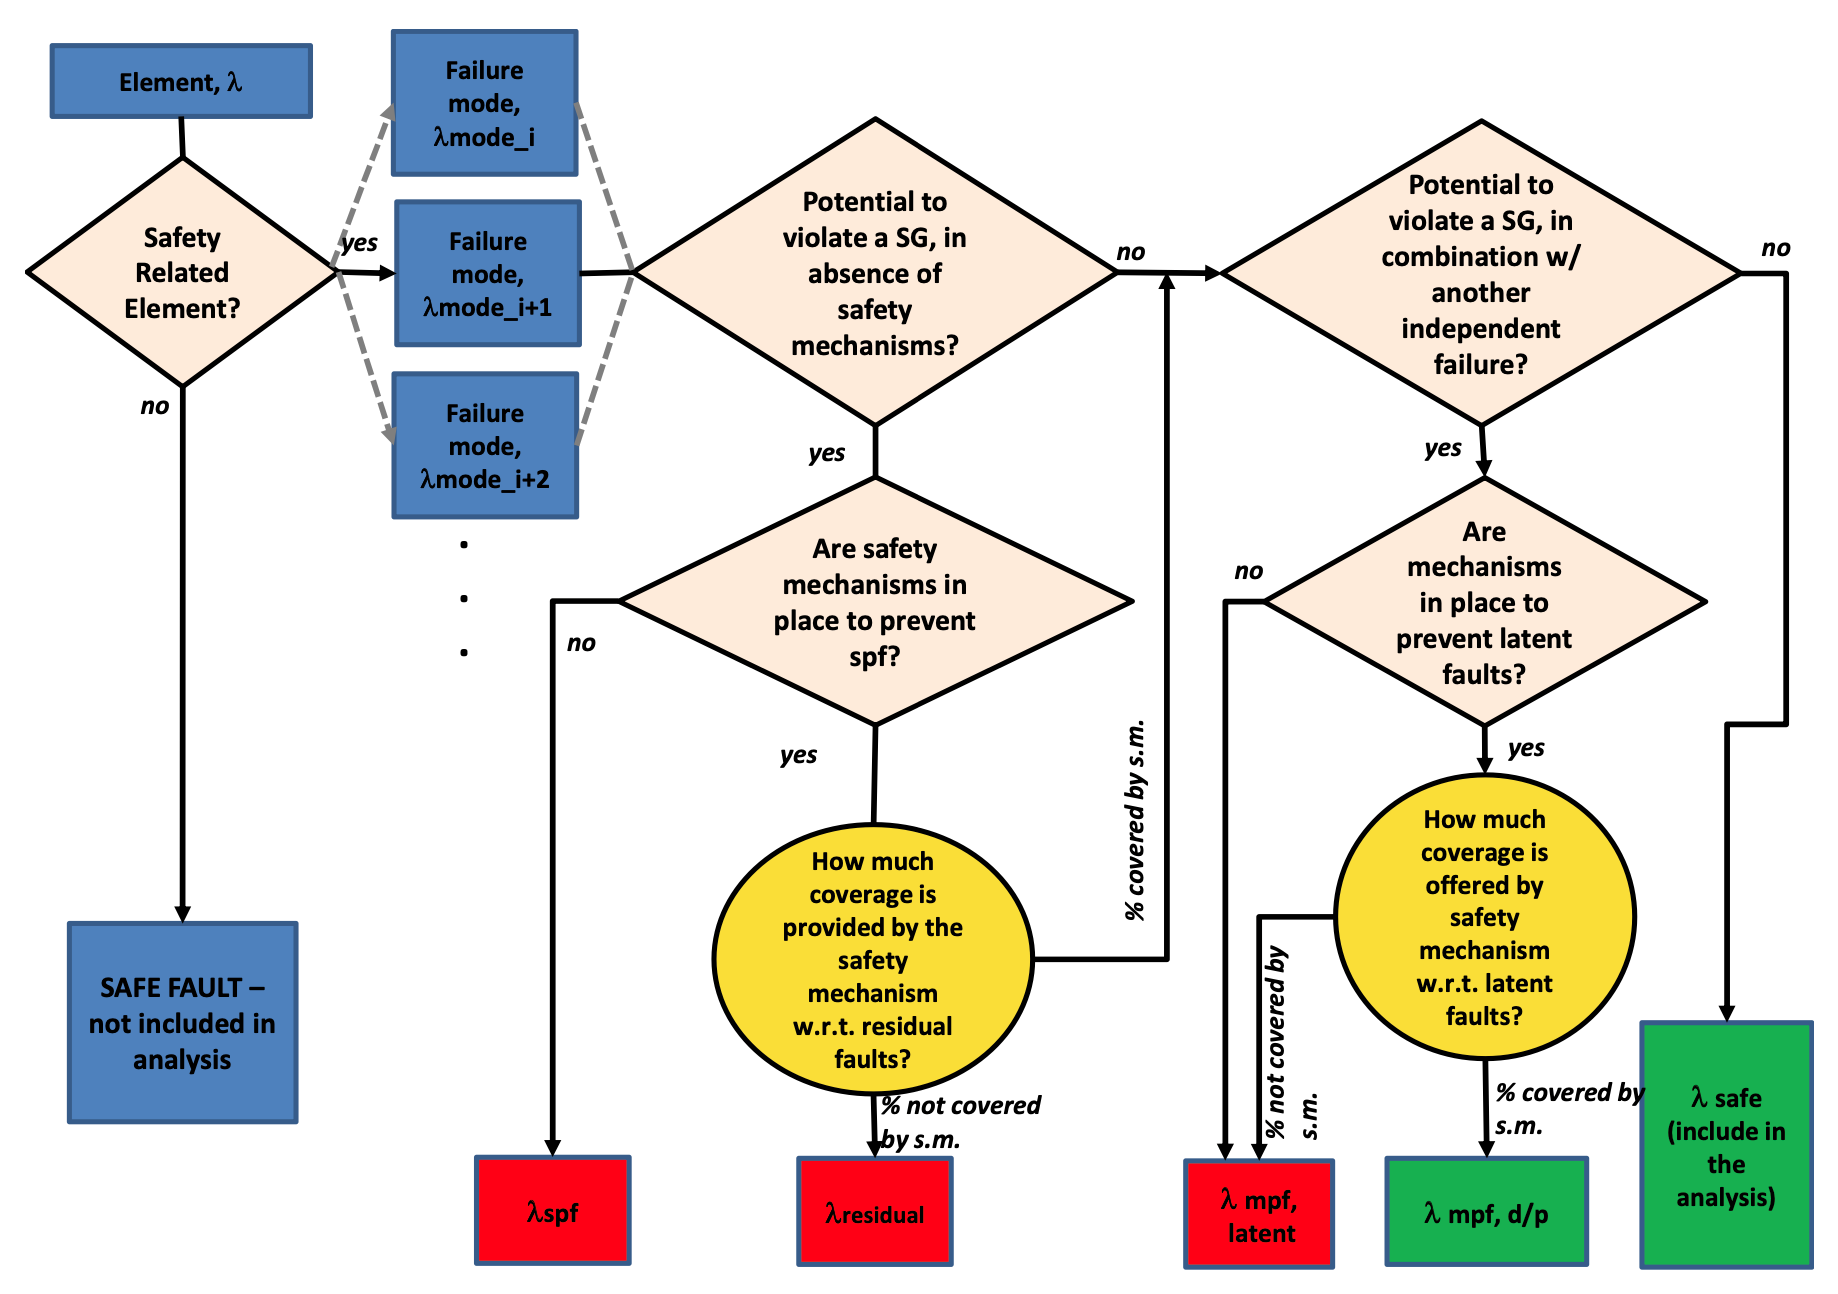 Element, λ
Safety
Related
Element?
yes
no
SAFE FAULT –
not included in
analysis
Failure
mode,
λmode_i
Failure
mode,
λmode_i+1
Failure
mode,
λmode_i+2
.
.
.
Potential to
violate a SG, in
absence of
safety
mechanisms?
no
yes
Are safety
mechanisms in
place to prevent
spf?
no
yes
How much
coverage is
provided by the
safety
mechanism
w.r.t. residual
faults?
% covered by s.m.
% not covered
by s.m.
λspf
λresidual
Potential to
violate a SG, in
combination w/
another
independent
failure?
no
yes
Are
mechanisms
in place to
prevent latent
faults?
no
yes
How much
coverage is
offered by
safety
mechanism
w.r.t. latent
faults?
% not covered by
s.m.
% covered by
s.m.
λ mpf,
latent
λ mpf, d/p
λ safe
(include in
the
analysis)